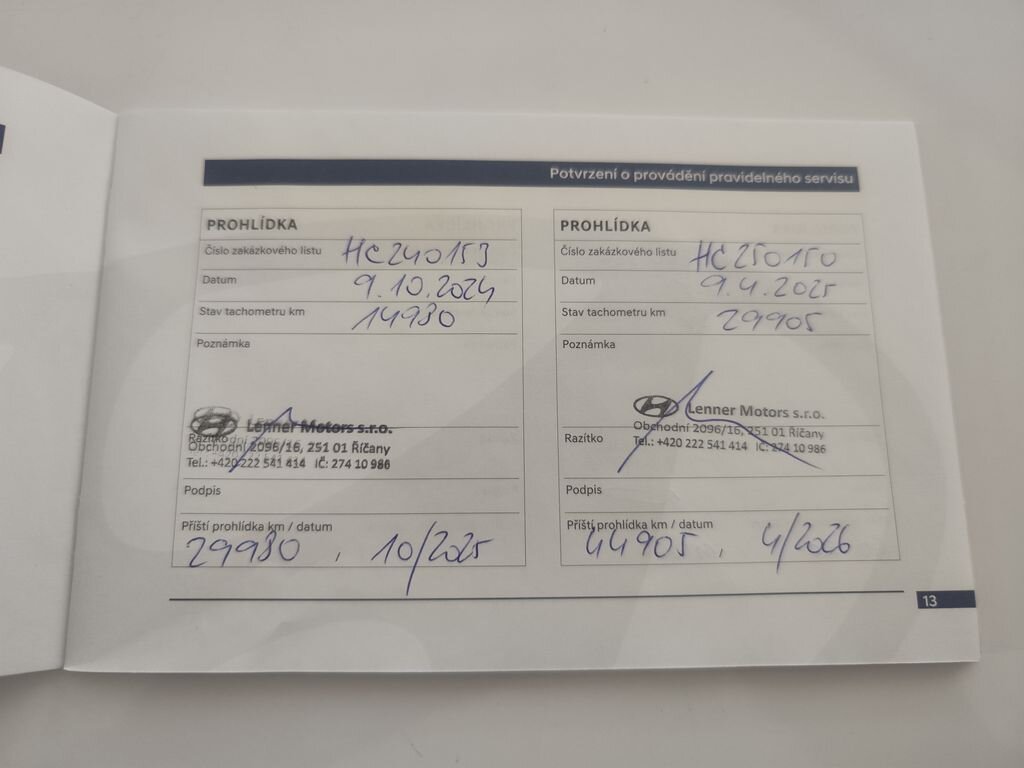 Potvrzení o provádění pravidelného servisu
PROHLÍDKA
Číslo zakázkového listu HC240153
Datum 9.10.2024
Stav tachometru km 14980
Poznámka
Lenner Motors s.r.o.
Razítko
Obchodní 2096/16, 251 01 Říčany
Tel.: +420 222 541 414 IČ: 274 10 986
Podpis
Příští prohlídka km / datum
29980, 10/2025
PROHLÍDKA
Číslo zakázkového listu HC250150
Datum 9.4.2025
Stav tachometru km 29905
Poznámka
Lenner Motors s.r.o.
Obchodní 2096/16, 251 01 Říčany
Razítko
Tel.: +420 222 541 414 IČ: 274 10 986
Podpis
Příští prohlídka km / datum
44905, 4/2026
13